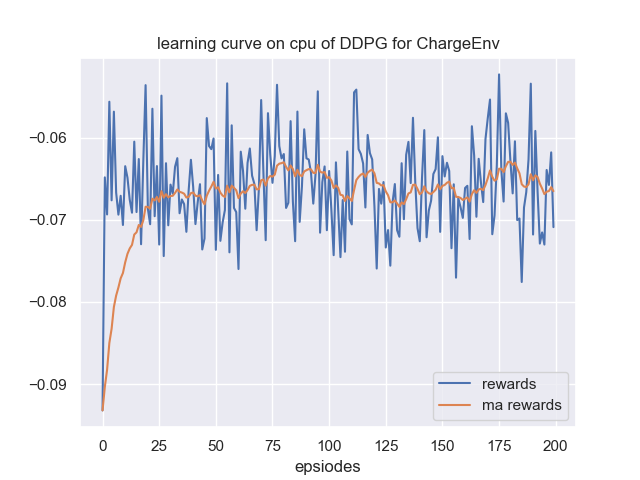 learning curve on cpu of DDPG for ChargeEnv
−0.06
−0.07
−0.08
−0.09
rewards
ma rewards
0 25 50 75 100 125 150 175 200
epsiodes